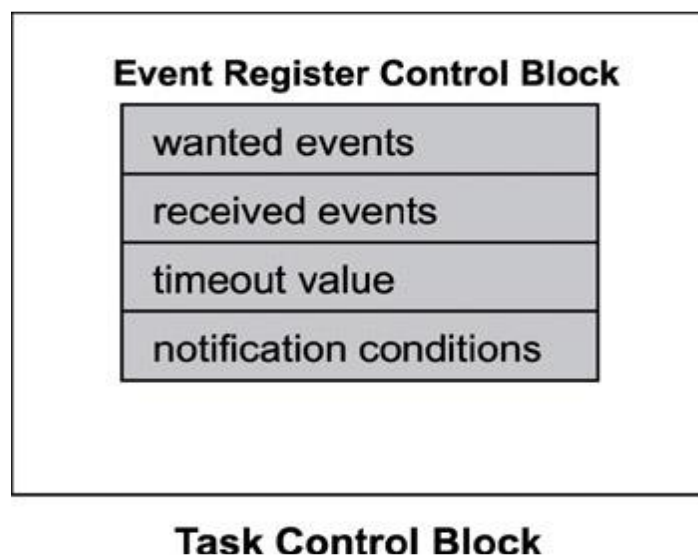 Event Register Control Block
wanted events
received events
timeout value
notification conditions
Task Control Block